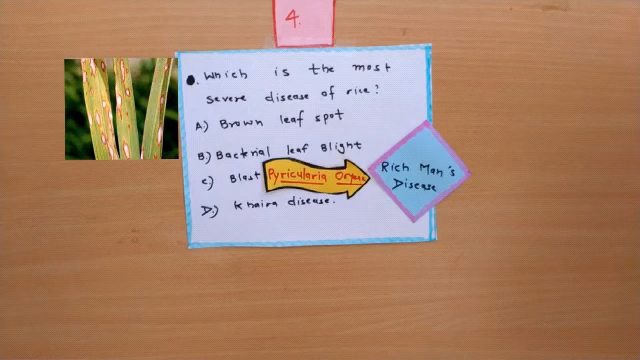 4.
Which is the most
severe disease of rice?
A) Brown leaf spot
B) Bacterial leaf Blight
C) Blast
Pyricularia Oryzae
Rich Man's
Disease
D) Khaira disease.